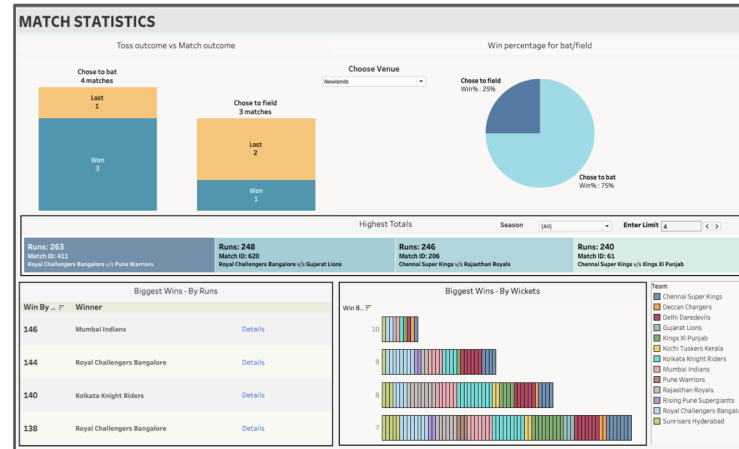 MATCH STATISTICS
Toss outcome vs Match outcome
Win percentage for bat/field
Choose Venue
Newlands
Chose to bat
4 matches
Lost
1
Won
3
Chose to field
3 matches
Lost
2
Won
1
Chose to field
Win% : 25%
Chose to bat
Win% : 75%
Highest Totals
Season
(All)
Enter Limit
4
Runs: 263
Match ID: 411
Royal Challengers Bangalore v/s Pune Warriors
Runs: 248
Match ID: 620
Royal Challengers Bangalore v/s Gujarat Lions
Runs: 246
Match ID: 206
Chennai Super Kings v/s Rajasthan Royals
Runs: 240
Match ID: 61
Chennai Super Kings v/s Kings XI Punjab
Biggest Wins - By Runs
Win By .. Winner
146 Mumbai Indians Details
144 Royal Challengers Bangalore Details
140 Kolkata Knight Riders Details
138 Royal Challengers Bangalore Details
Biggest Wins - By Wickets
Win B..
10
9
8
7
Team
Chennai Super Kings
Deccan Chargers
Delhi Daredevils
Gujarat Lions
Kings XI Punjab
Kochi Tuskers Kerala
Kolkata Knight Riders
Mumbai Indians
Pune Warriors
Rajasthan Royals
Rising Pune Supergiants
Royal Challengers Bangalo
Sunrisers Hyderabad